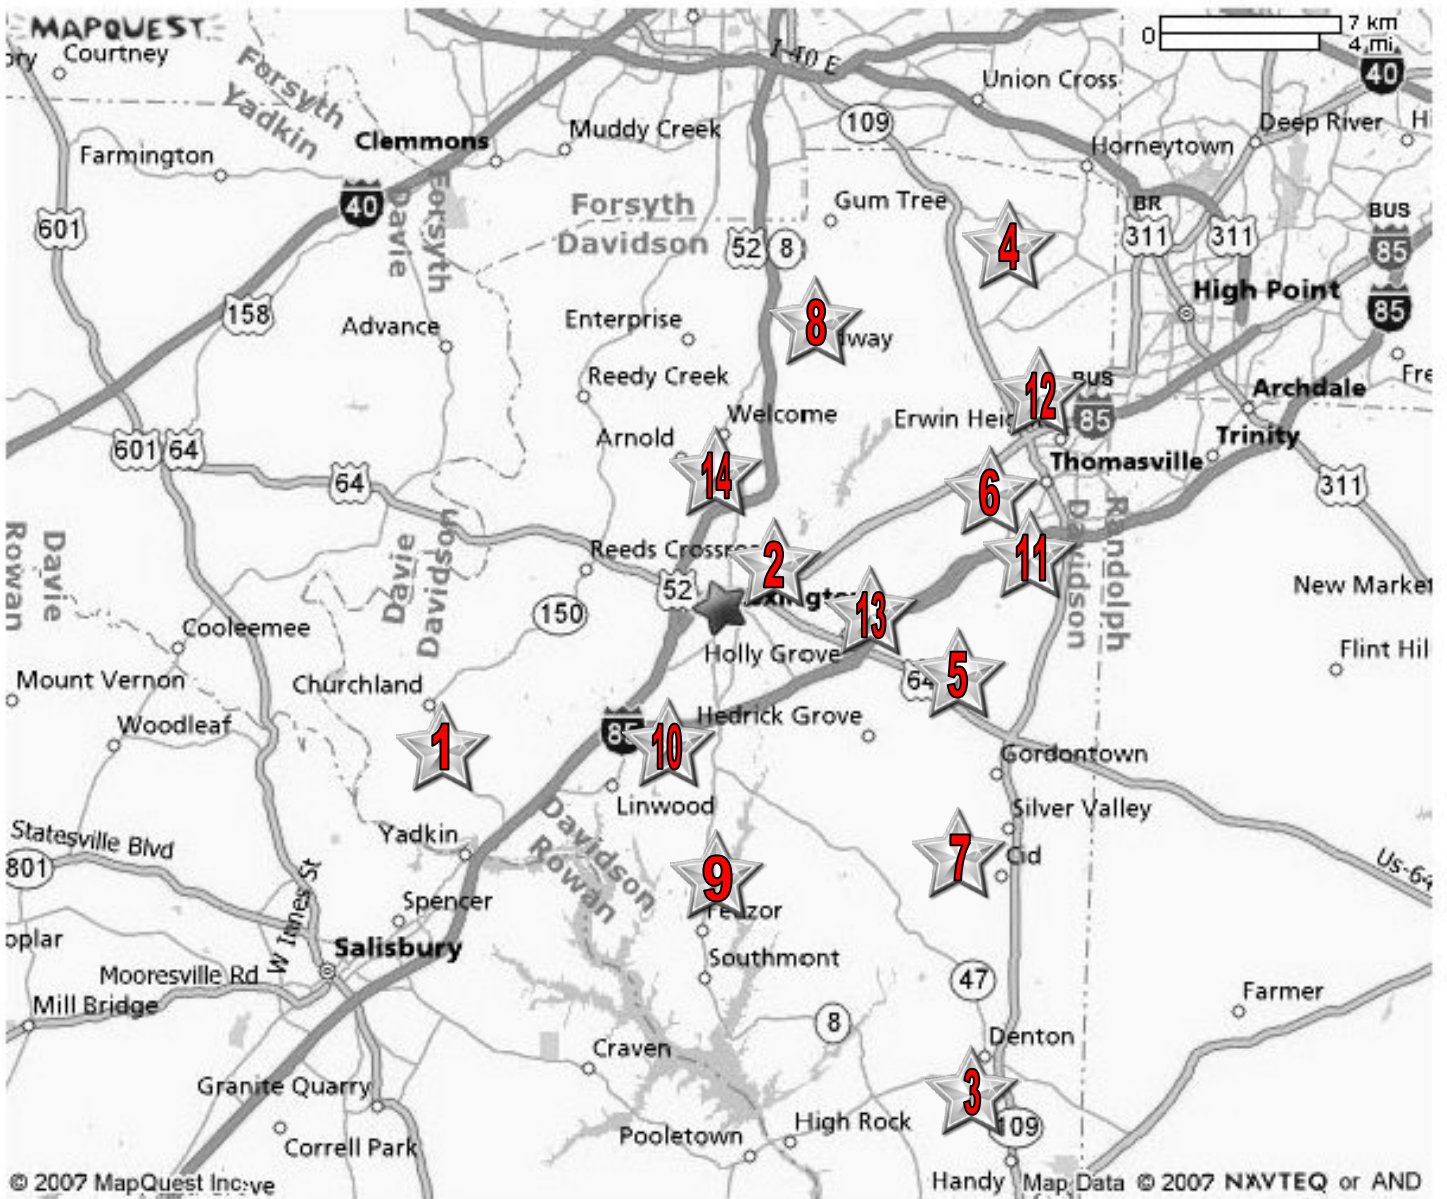 MAPQUEST
7 km
0
4 mi
ory
Courtney
I-40 E
40
Union Cross
Forsyth
Yadkin
109
Deep River
Hi
Clemmons
Muddy Creek
Farmington
Horneytown
40
Forsyth
Davie
Forsyth
Davidson
Gum Tree
BR
BUS
601
52
8
4
311
311
85
158
High Point
85
Advance
Enterprise
8
dway
Fre
Reedy Creek
12
BUS
Archdale
Welcome
Erwin Heig
85
Arnold
Trinity
601
64
64
14
6
Thomasville
311
Davie
Rowan
Davie
Davidson
Reeds Crossroa
2
11
Davidson
Randolph
52
exington
13
New Market
150
Cooleemee
Holly Grove
Flint Hil
Mount Vernon
Churchland
64
5
Woodleaf
1
85
10
Hedrick Grove
Gordontown
Linwood
Silver Valley
Statesville Blvd
Yadkin
Davidson
Rowan
7
Cid
801
Us-64
9
Spencer
W Innes St
oplar
Salisbury
Southmont
Mooresville Rd
47
Farmer
Mill Bridge
8
Denton
Craven
Granite Quarry
3
High Rock
109
Pooletown
Correll Park
© 2007 MapQuest Inc.
Handy
Map Data © 2007 NAVTEQ or AND